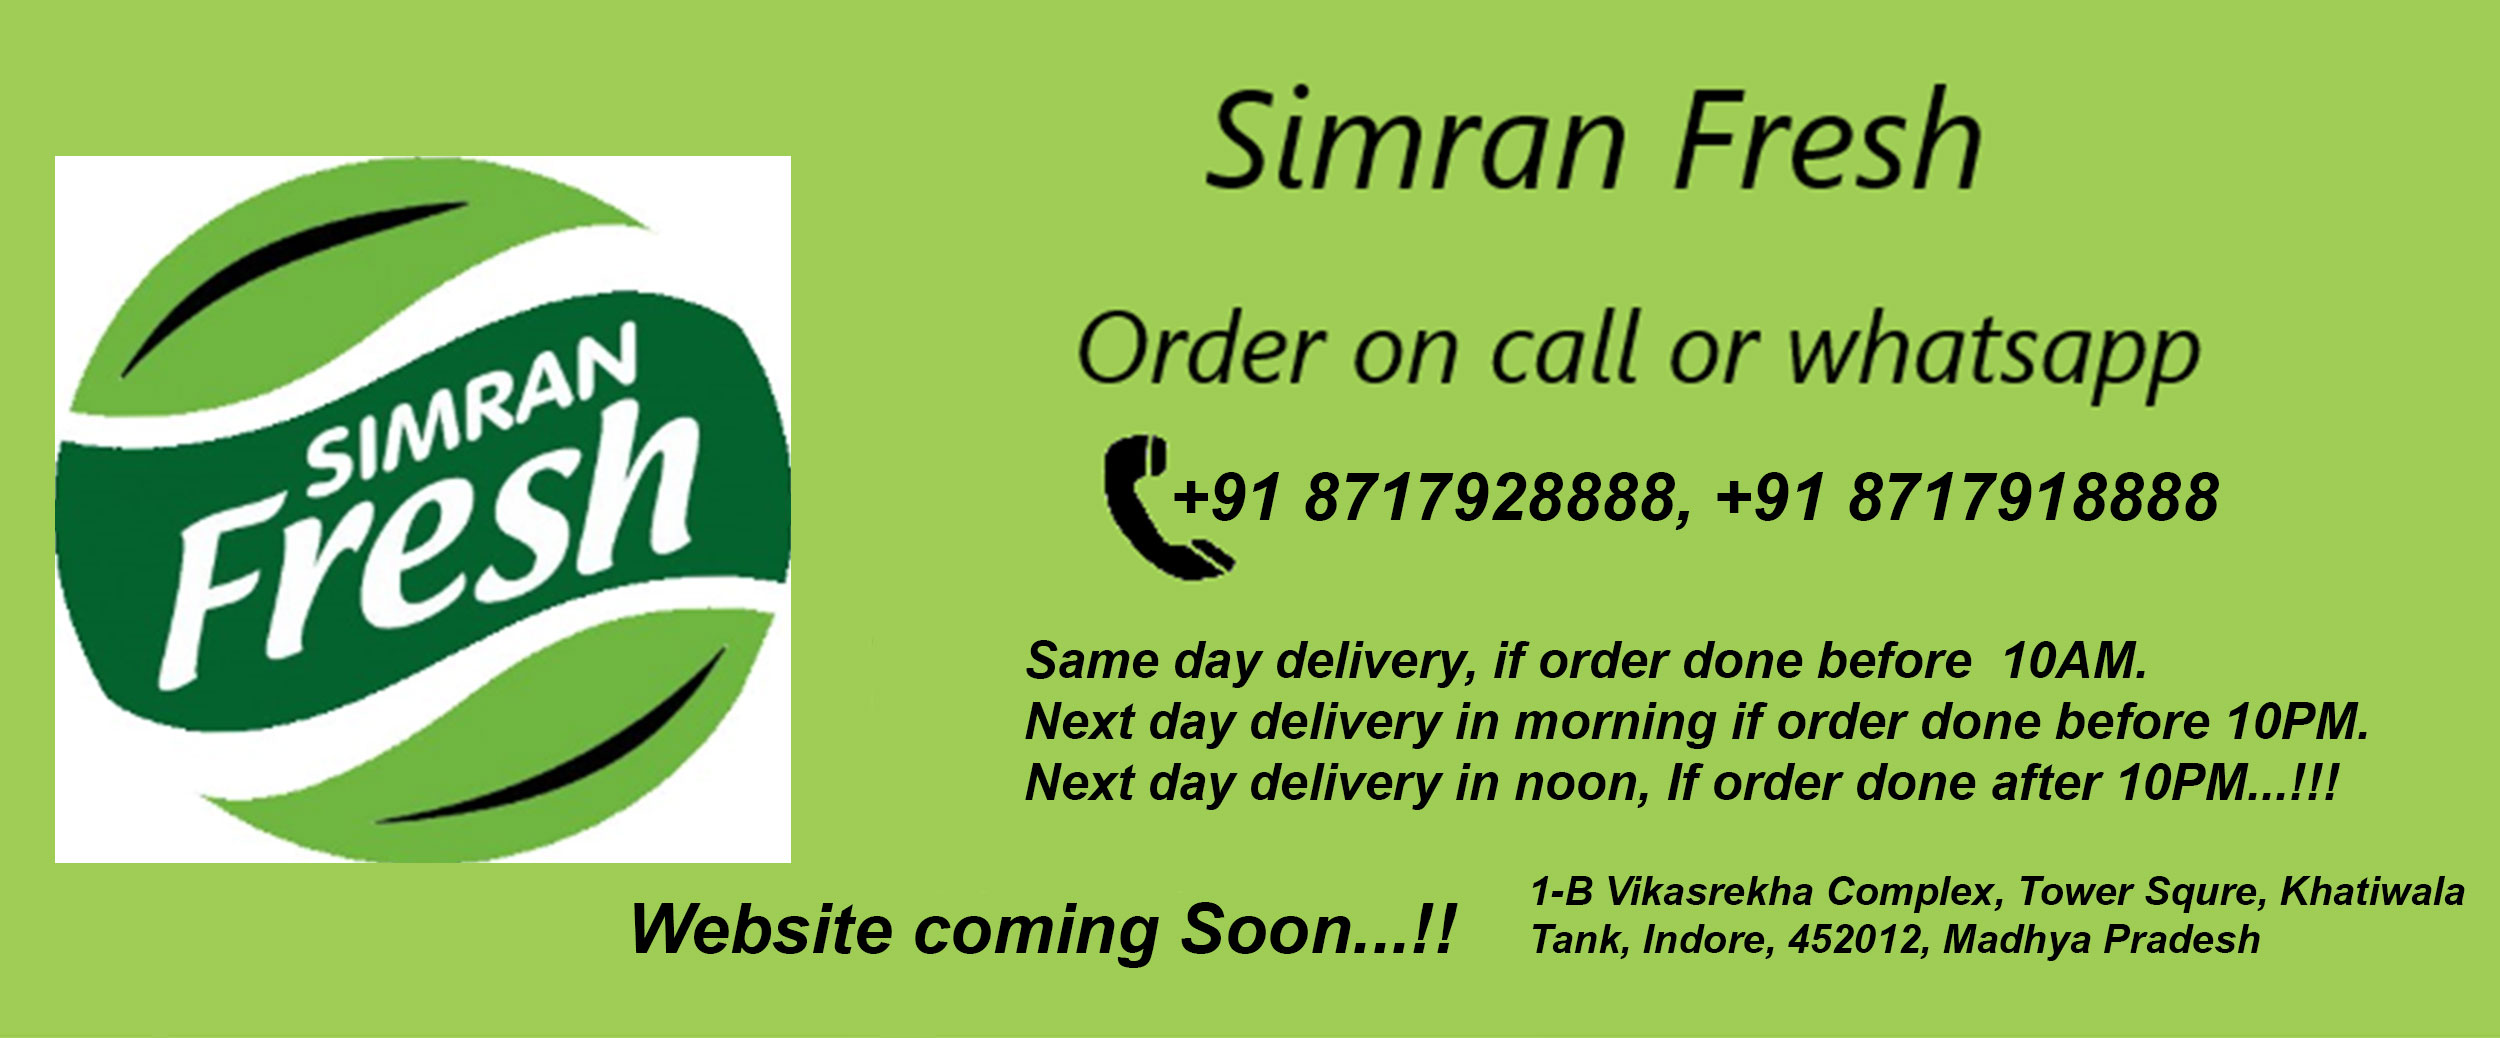 SIMRAN
Fresh
Simran Fresh
Order on call or whatsapp
+91 8717928888, +91 8717918888
Same day delivery, if order done before  10AM.
Next day delivery in morning if order done before 10PM.
Next day delivery in noon, If order done after 10PM...!!!
Website coming Soon...!!
1-B Vikasrekha Complex, Tower Squre, Khatiwala
Tank, Indore, 452012, Madhya Pradesh